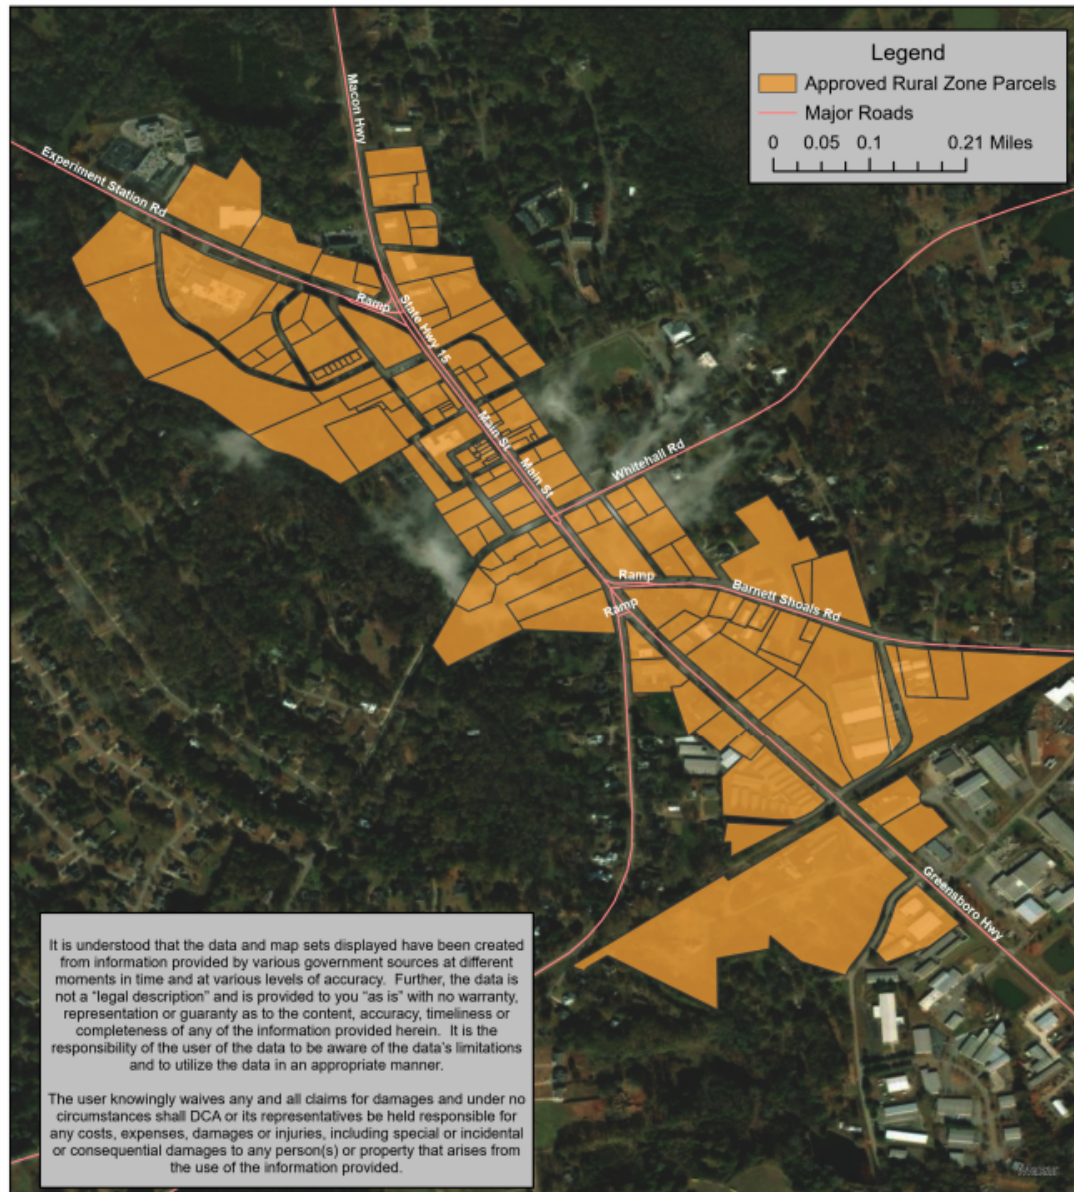 Legend
Approved Rural Zone Parcels
Major Roads
0 0.05 0.1 0.21 Miles
Macon Hwy
Experiment Station Rd
Ramp
State Hwy 15
Main St
Main St
Whitehall Rd
Ramp
Barnett Shoals Rd
Ramp
Greensboro Hwy
It is understood that the data and map sets displayed have been created
from information provided by various government sources at different
moments in time and at various levels of accuracy. Further, the data is
not a "legal description" and is provided to you "as is" with no warranty,
representation or guaranty as to the content, accuracy, timeliness or
completeness of any of the information provided herein. It is the
responsibility of the user of the data to be aware of the data's limitations
and to utilize the data in an appropriate manner.
The user knowingly waives any and all claims for damages and under no
circumstances shall DCA or its representatives be held responsible for
any costs, expenses, damages or injuries, including special or incidental
or consequential damages to any person(s) or property that arises from
the use of the information provided.